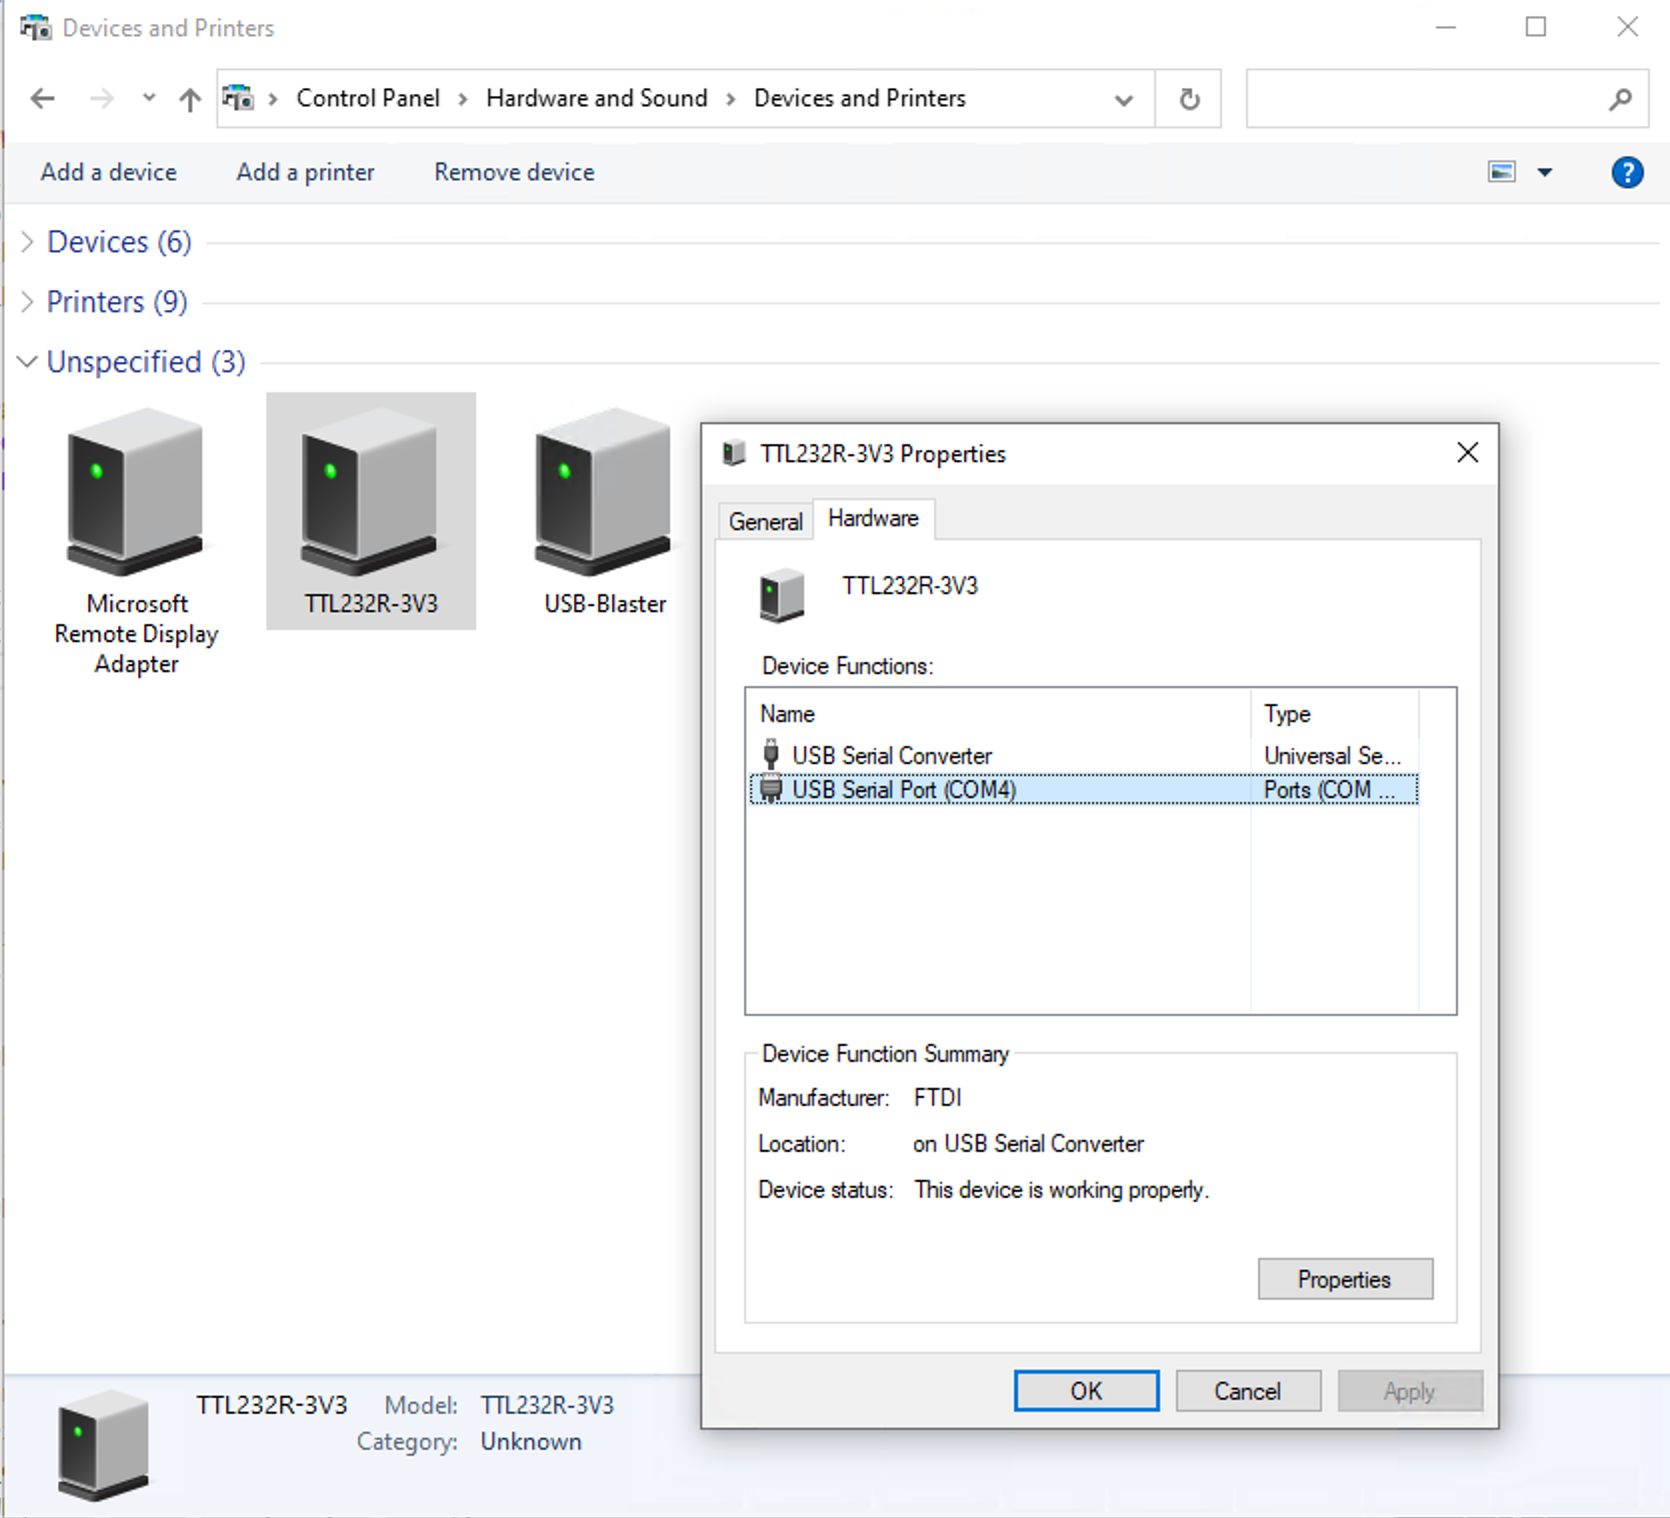 Devices and Printers
Control Panel > Hardware and Sound > Devices and Printers
Add a device Add a printer Remove device ?
Devices (6)
Printers (9)
Unspecified (3)
Microsoft
Remote Display
Adapter
TTL232R-3V3
USB-Blaster
TTL232R-3V3 Properties
General Hardware
TTL232R-3V3
Device Functions:
Name Type
USB Serial Converter Universal Se...
USB Serial Port (COM4) Ports (COM ...
Device Function Summary
Manufacturer: FTDI
Location: on USB Serial Converter
Device status: This device is working properly.
Properties
OK Cancel Apply
TTL232R-3V3 Model: TTL232R-3V3
Category: Unknown